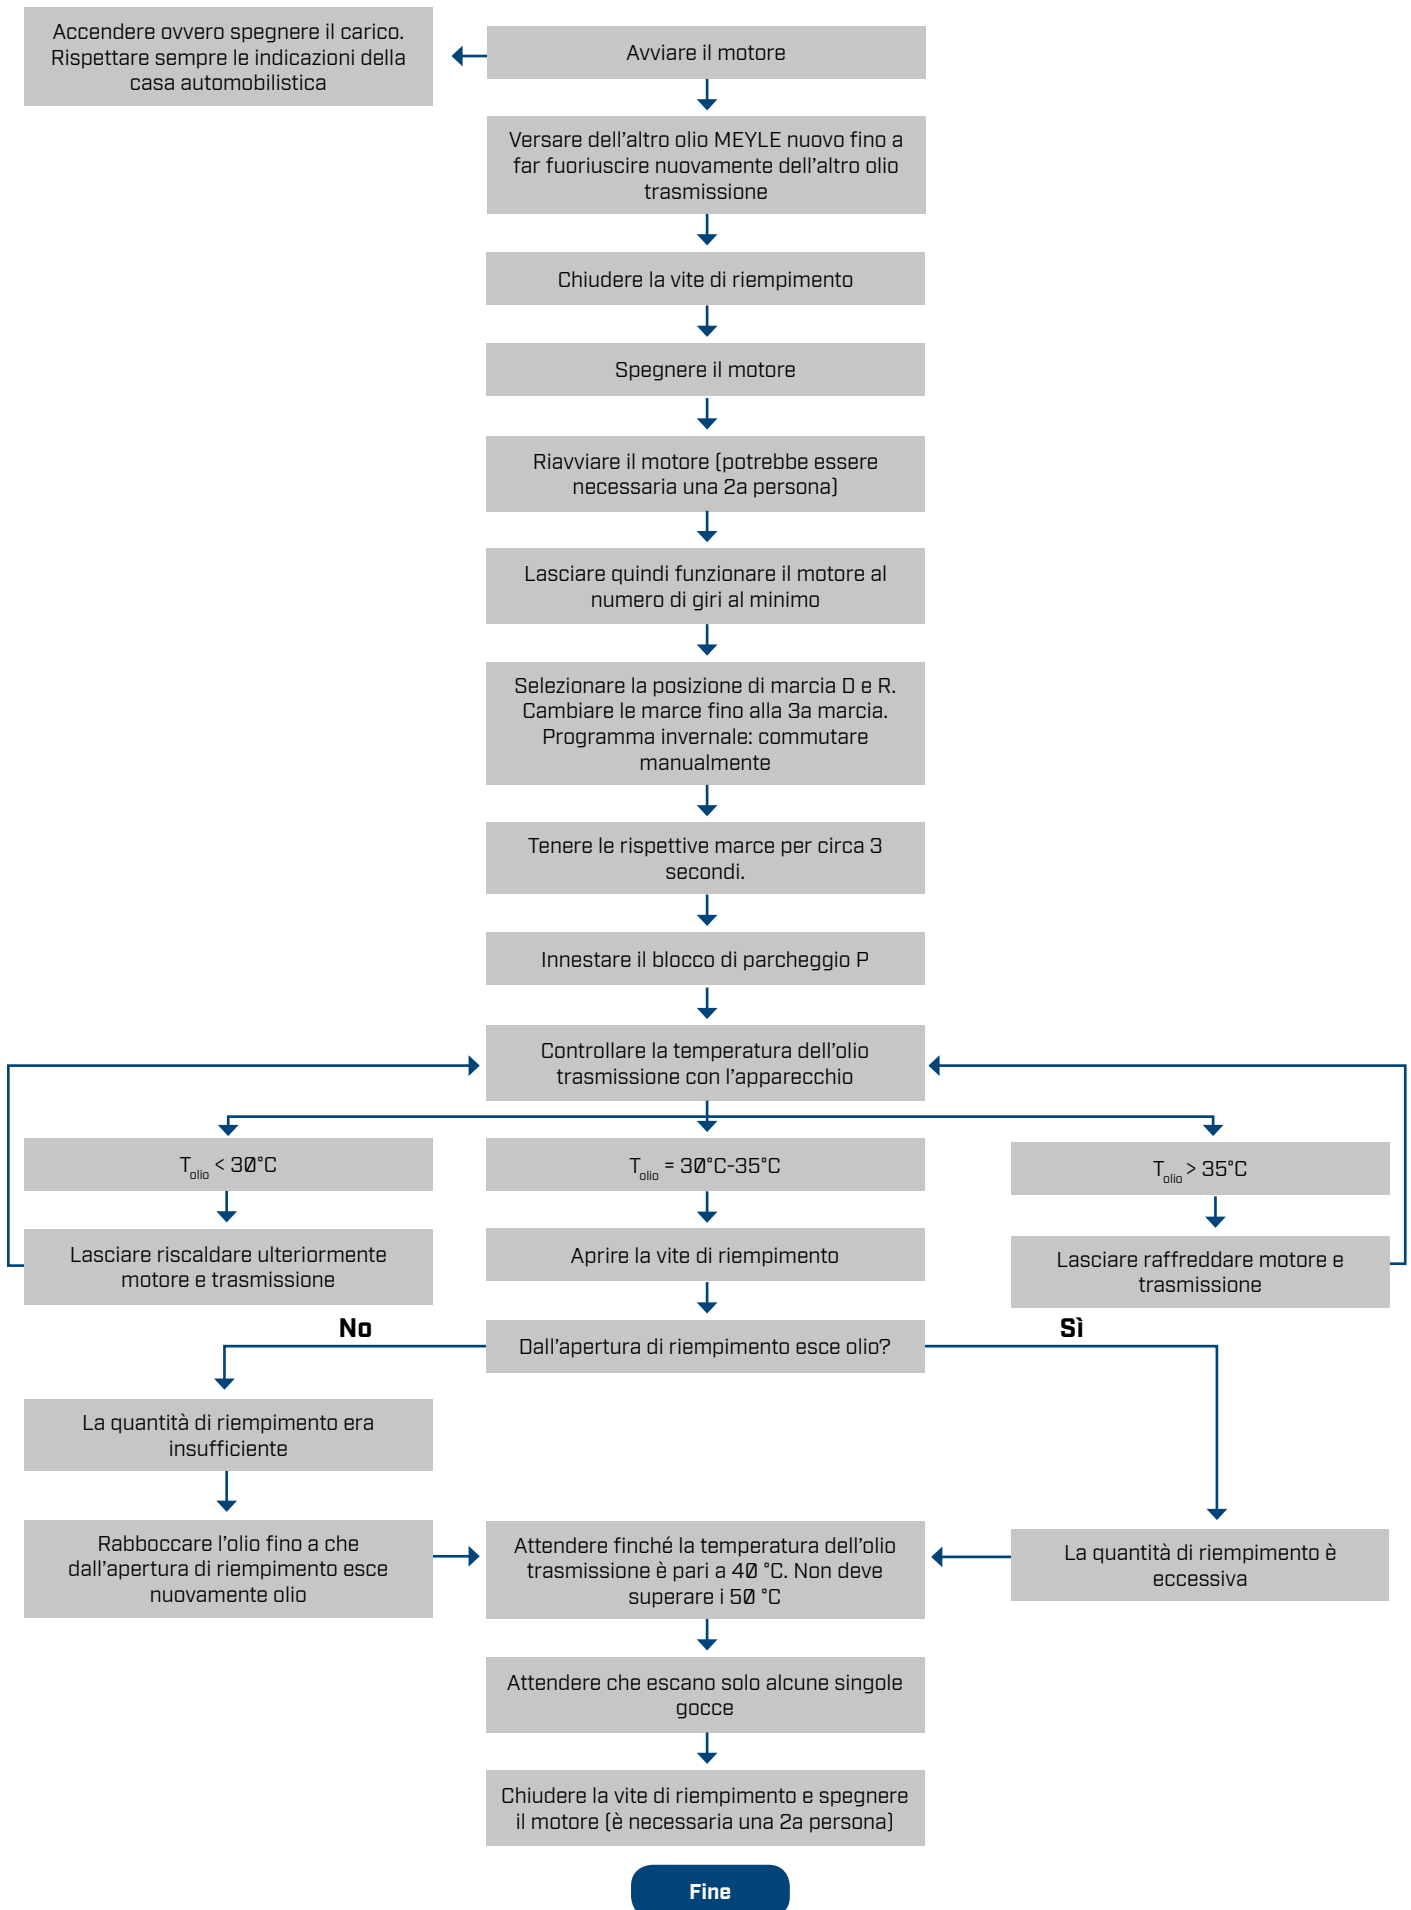 Accendere ovvero spegnere il carico.
Rispettare sempre le indicazioni della
casa automobilistica
Avviare il motore
Versare dell'altro olio MEYLE nuovo fino a
far fuoriuscire nuovamente dell'altro olio
trasmissione
Chiudere la vite di riempimento
Spegnere il motore
Riavviare il motore (potrebbe essere
necessaria una 2a persona)
Lasciare quindi funzionare il motore al
numero di giri al minimo
Selezionare la posizione di marcia D e R.
Cambiare le marce fino alla 3a marcia.
Programma invernale: commutare
manualmente
Tenere le rispettive marce per circa 3
secondi.
Innestare il blocco di parcheggio P
Controllare la temperatura dell'olio
trasmissione con l'apparecchio
Tolio < 30°C
Tolio = 30°C-35°C
Tolio > 35°C
Lasciare riscaldare ulteriormente
motore e trasmissione
Aprire la vite di riempimento
Lasciare raffreddare motore e
trasmissione
No
Dall'apertura di riempimento esce olio?
Sì
La quantità di riempimento era
insufficiente
Rabboccare l'olio fino a che
dall'apertura di riempimento esce
nuovamente olio
Attendere finché la temperatura dell'olio
trasmissione è pari a 40 °C. Non deve
superare i 50 °C
La quantità di riempimento è
eccessiva
Attendere che escano solo alcune singole
gocce
Chiudere la vite di riempimento e spegnere
il motore (è necessaria una 2a persona)
Fine